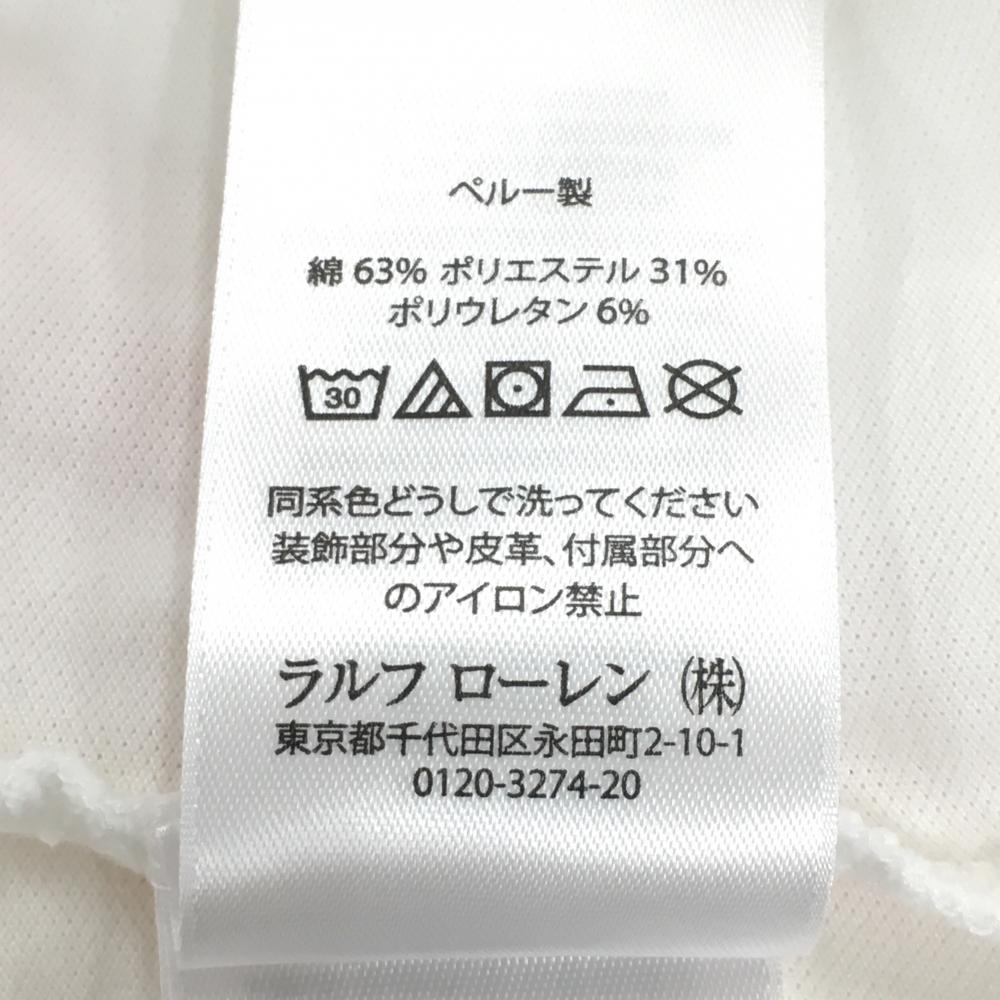 ペルー製
綿 63% ポリエステル 31%
ポリウレタン 6%
30
同系色どうしで洗ってください
装飾部分や皮革、付属部分へ
のアイロン禁止
ラルフ ローレン (株)
東京都千代田区永田町2-10-1
0120-3274-20